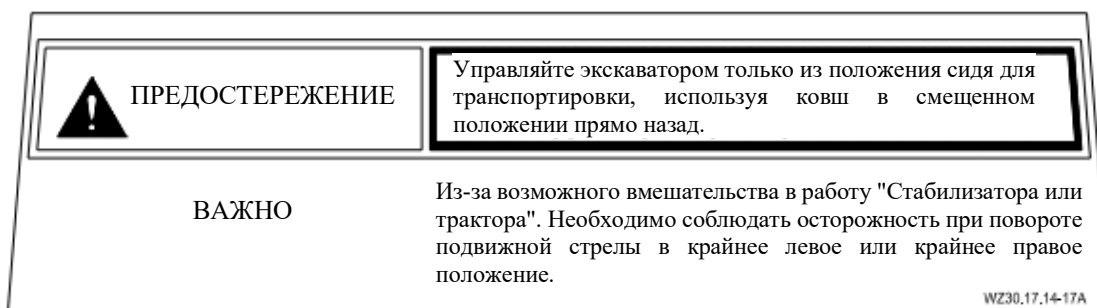 ПРЕДОСТЕРЕЖЕНИЕ
Управляйте экскаватором только из положения сидя для
транспортировки, используя ковш в смещенном
положении прямо назад.
ВАЖНО
Из-за возможного вмешательства в работу "Стабилизатора или
трактора". Необходимо соблюдать осторожность при повороте
подвижной стрелы в крайнее левое или крайнее правое
положение.
WZ30.17.14-17A